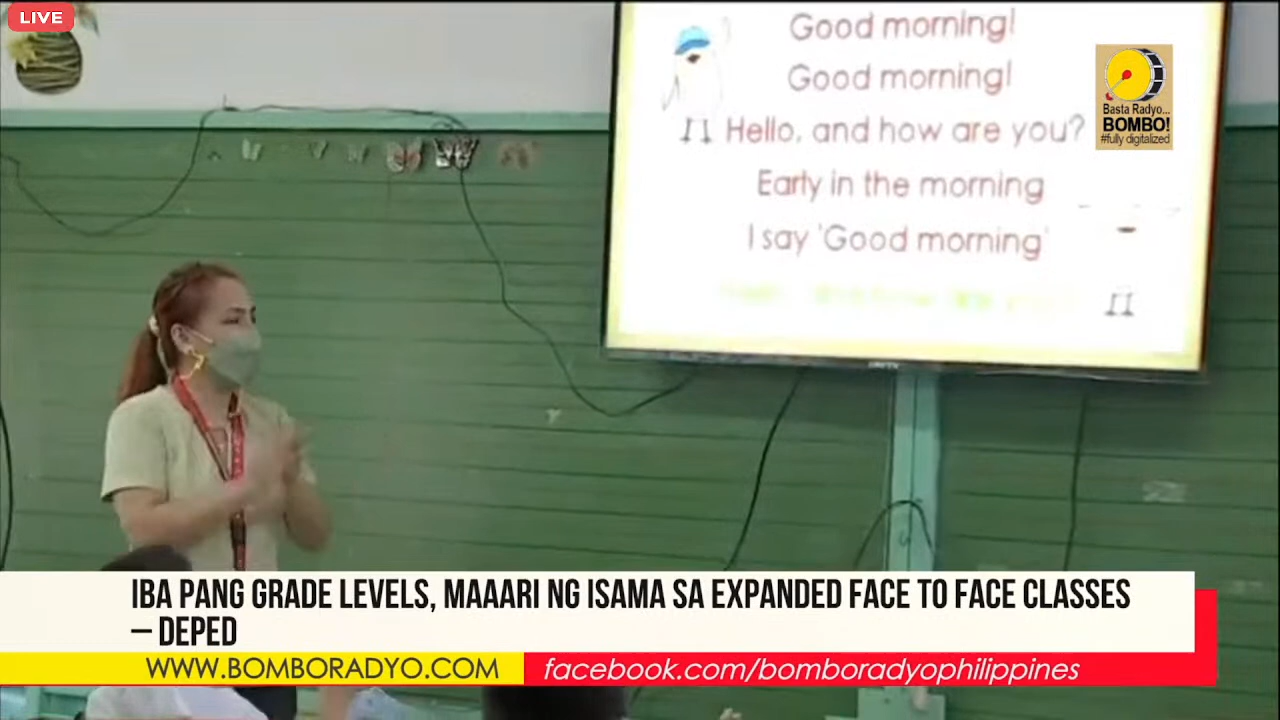 LIVE
Good morning!
Good morning!
Hello, and how are you?
Early in the morning
I say 'Good morning'
Basta Radyo...
BOMBO!
#fully digitalized
IBA PANG GRADE LEVELS, MAAARI NG ISAMA SA EXPANDED FACE TO FACE CLASSES
– DEPED
WWW.BOMBORADYO.COM
facebook.com/bomboradyophilippines